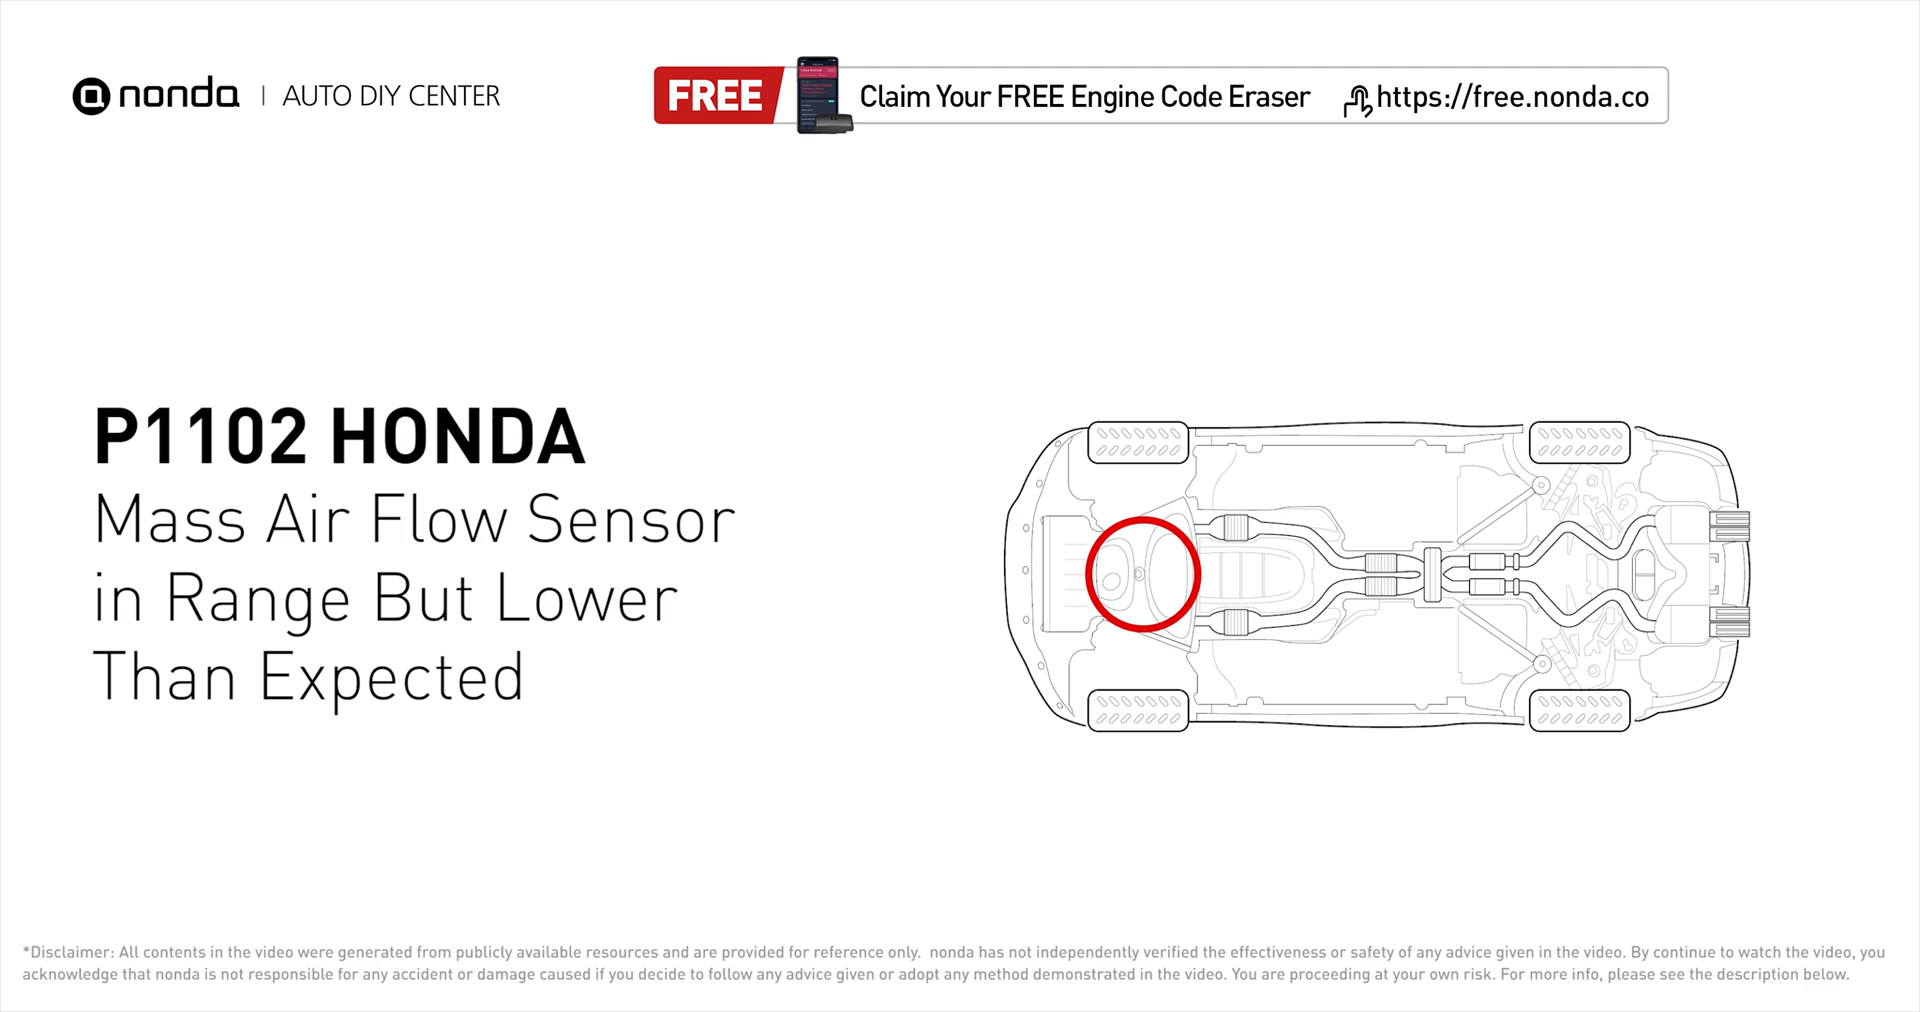 nonda | AUTO DIY CENTER
FREE Claim Your FREE Engine Code Eraser https://free.nonda.co
P1102 HONDA
Mass Air Flow Sensor
in Range But Lower
Than Expected
*Disclaimer: All contents in the video were generated from publicly available resources and are provided for reference only.  nonda has not independently verified the effectiveness or safety of any advice given in the video. By continue to watch the video, you
acknowledge that nonda is not responsible for any accident or damage caused if you decide to follow any advice given or adopt any method demonstrated in the video. You are proceeding at your own risk. For more info, please see the description below.